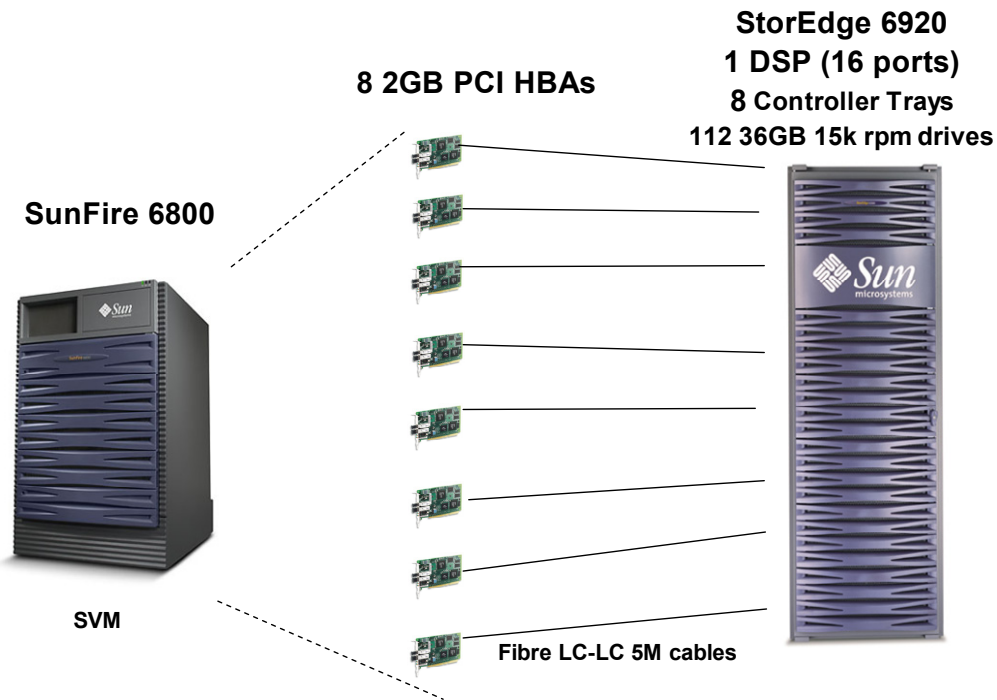 StorEdge 6920
1 DSP (16 ports)
8 Controller Trays
112 36GB 15k rpm drives
8 2GB PCI HBAs
SunFire 6800
Sun
microsystems
Sun
SVM
Fibre LC-LC 5M cables